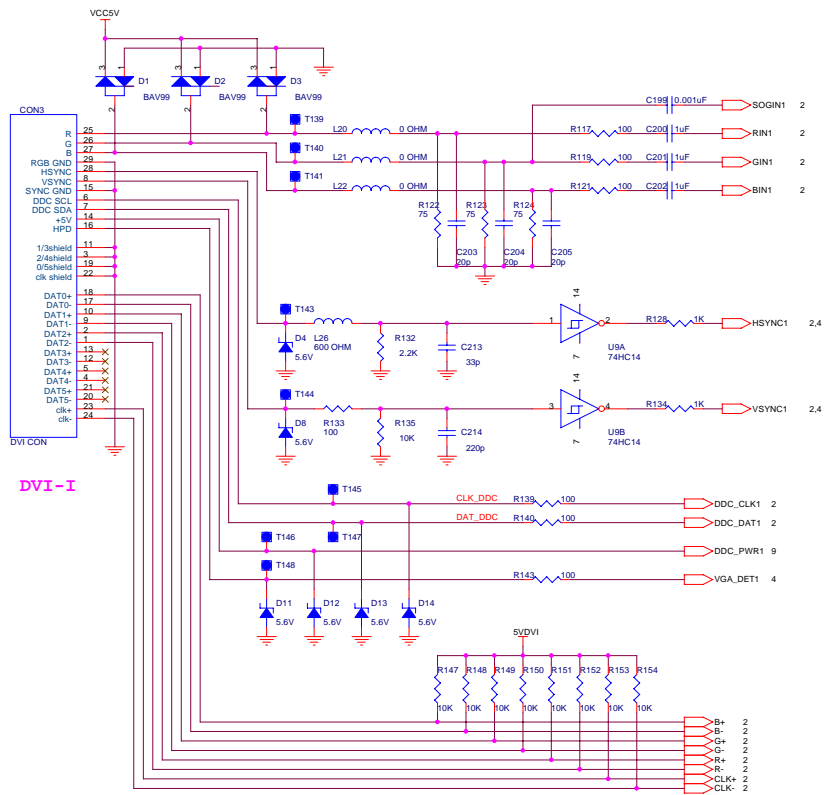 VCC5V
3 1 3 1 3 1
D1 D2 D3
BAV99 BAV99 BAV99
2 2 2
CON3
R 25
G 26
B 27
RGB GND 29
HSYNC 28
VSYNC 8
SYNC GND 15
DDC SCL 6
DDC SDA 7
+5V 14
HPD 16
1/3shield 11
2/4shield 3
0/5shield 19
clk shield 22
DAT0+ 18
DAT0- 17
DAT1+ 10
DAT1- 9
DAT2+ 2
DAT2- 1
DAT3+ 13
DAT3- 12
DAT4+ 5
DAT4- 4
DAT5+ 21
DAT5- 20
clk+ 23
clk- 24
DVI CON
DVI-I
C199 0.001uF SOGIN1 2
T139
L20 0 OHM R117 100 C200 1uF RIN1 2
T140
L21 0 OHM R119 100 C201 1uF GIN1 2
T141
L22 0 OHM R121 100 C202 1uF BIN1 2
R122 R123 R124
75 75 75
C203 C204 C205
20p 20p 20p
T143
D4 L26 R132 C213
5.6V 600 OHM 2.2K 33p
14
1 2
7
U9A
74HC14
R128 1K HSYNC1 2,4
T144
D8 R133 R135 C214
5.6V 100 10K 220p
14
3 4
7
U9B
74HC14
R134 1K VSYNC1 2,4
T145
CLK_DDC R139 100 DDC_CLK1 2
DAT_DDC R140 100 DDC_DAT1 2
T146 T147
DDC_PWR1 9
T148
R143 100 VGA_DET1 4
D11 D12 D13 D14
5.6V 5.6V 5.6V 5.6V
5VDVI
R147 R148 R149 R150 R151 R152 R153 R154
10K 10K 10K 10K 10K 10K 10K 10K
B+ 2
B- 2
G+ 2
G- 2
R+ 2
R- 2
CLK+ 2
CLK- 2